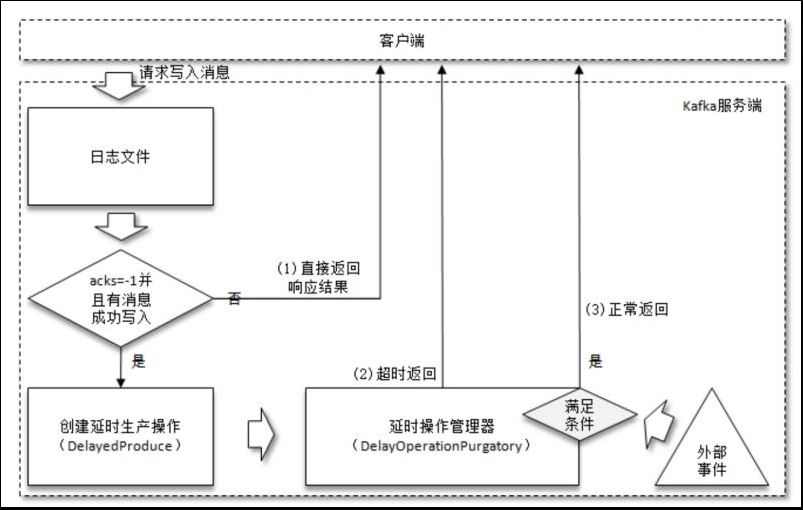 客户端
请求写入消息
Kafka服务端
日志文件
acks=-1并
且有消息
成功写入
否
(1)直接返回
响应结果
是
(2)超时返回
(3)正常返回
是
创建延时生产操作
（DelayedProduce）
延时操作管理器
（DelayOperationPurgatory）
满足
条件
外部
事件